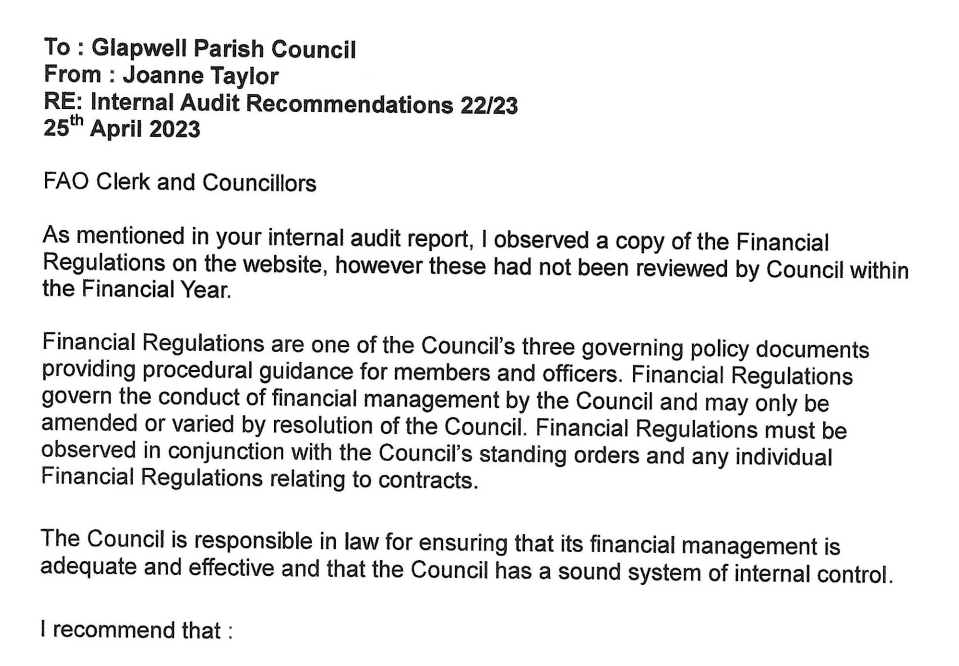 To : Glapwell Parish Council
From : Joanne Taylor
RE: Internal Audit Recommendations 22/23
25th April 2023
FAO Clerk and Councillors
As mentioned in your internal audit report, I observed a copy of the Financial
Regulations on the website, however these had not been reviewed by Council within
the Financial Year.
Financial Regulations are one of the Council's three governing policy documents
providing procedural guidance for members and officers. Financial Regulations
govern the conduct of financial management by the Council and may only be
amended or varied by resolution of the Council. Financial Regulations must be
observed in conjunction with the Council's standing orders and any individual
Financial Regulations relating to contracts.
The Council is responsible in law for ensuring that its financial management is
adequate and effective and that the Council has a sound system of internal control.
I recommend that :